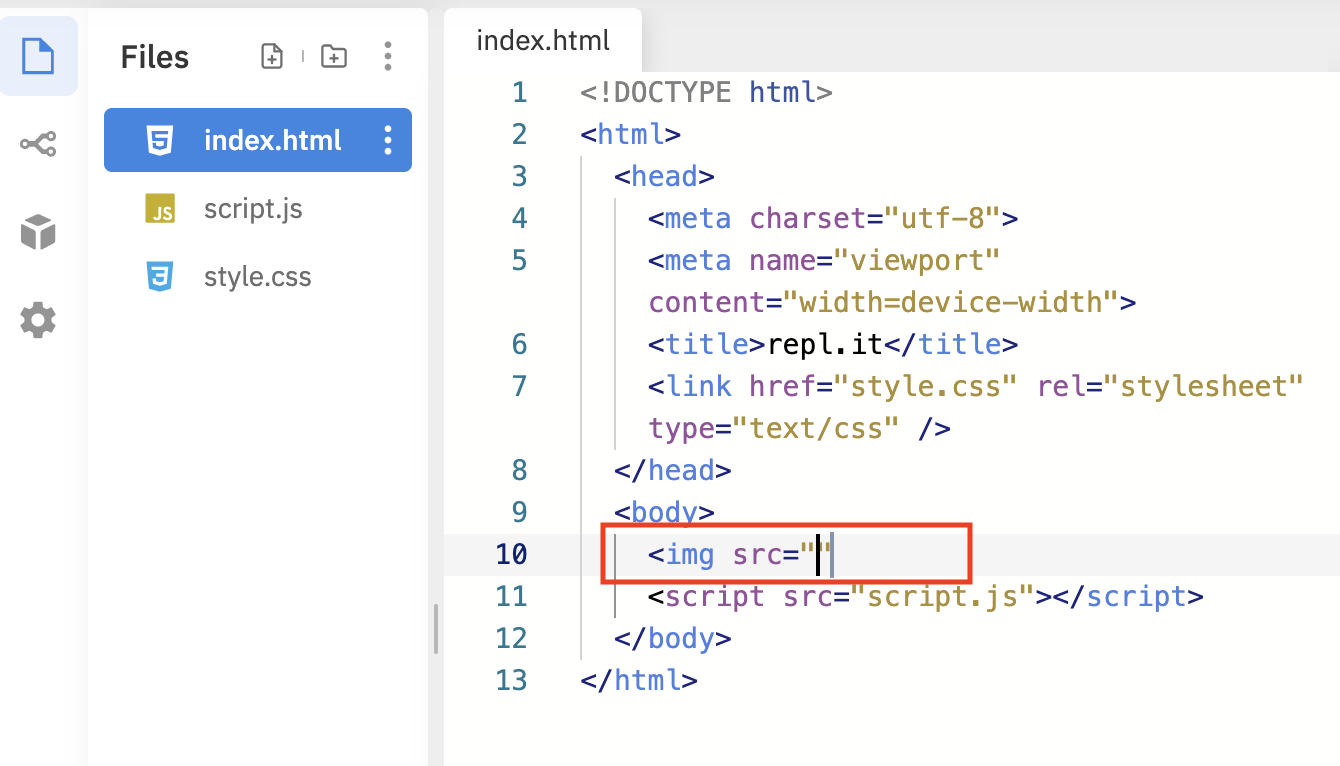 Files
index.html
JS
script.js
style.css
index.html
1 <!DOCTYPE html>
2 <html>
3 <head>
4 <meta charset="utf-8">
5 <meta name="viewport"
content="width=device-width">
6 <title>repl.it</title>
7 <link href="style.css" rel="stylesheet"
type="text/css" />
8 </head>
9 <body>
10 <img src=""
11 <script src="script.js"></script>
12 </body>
13 </html>